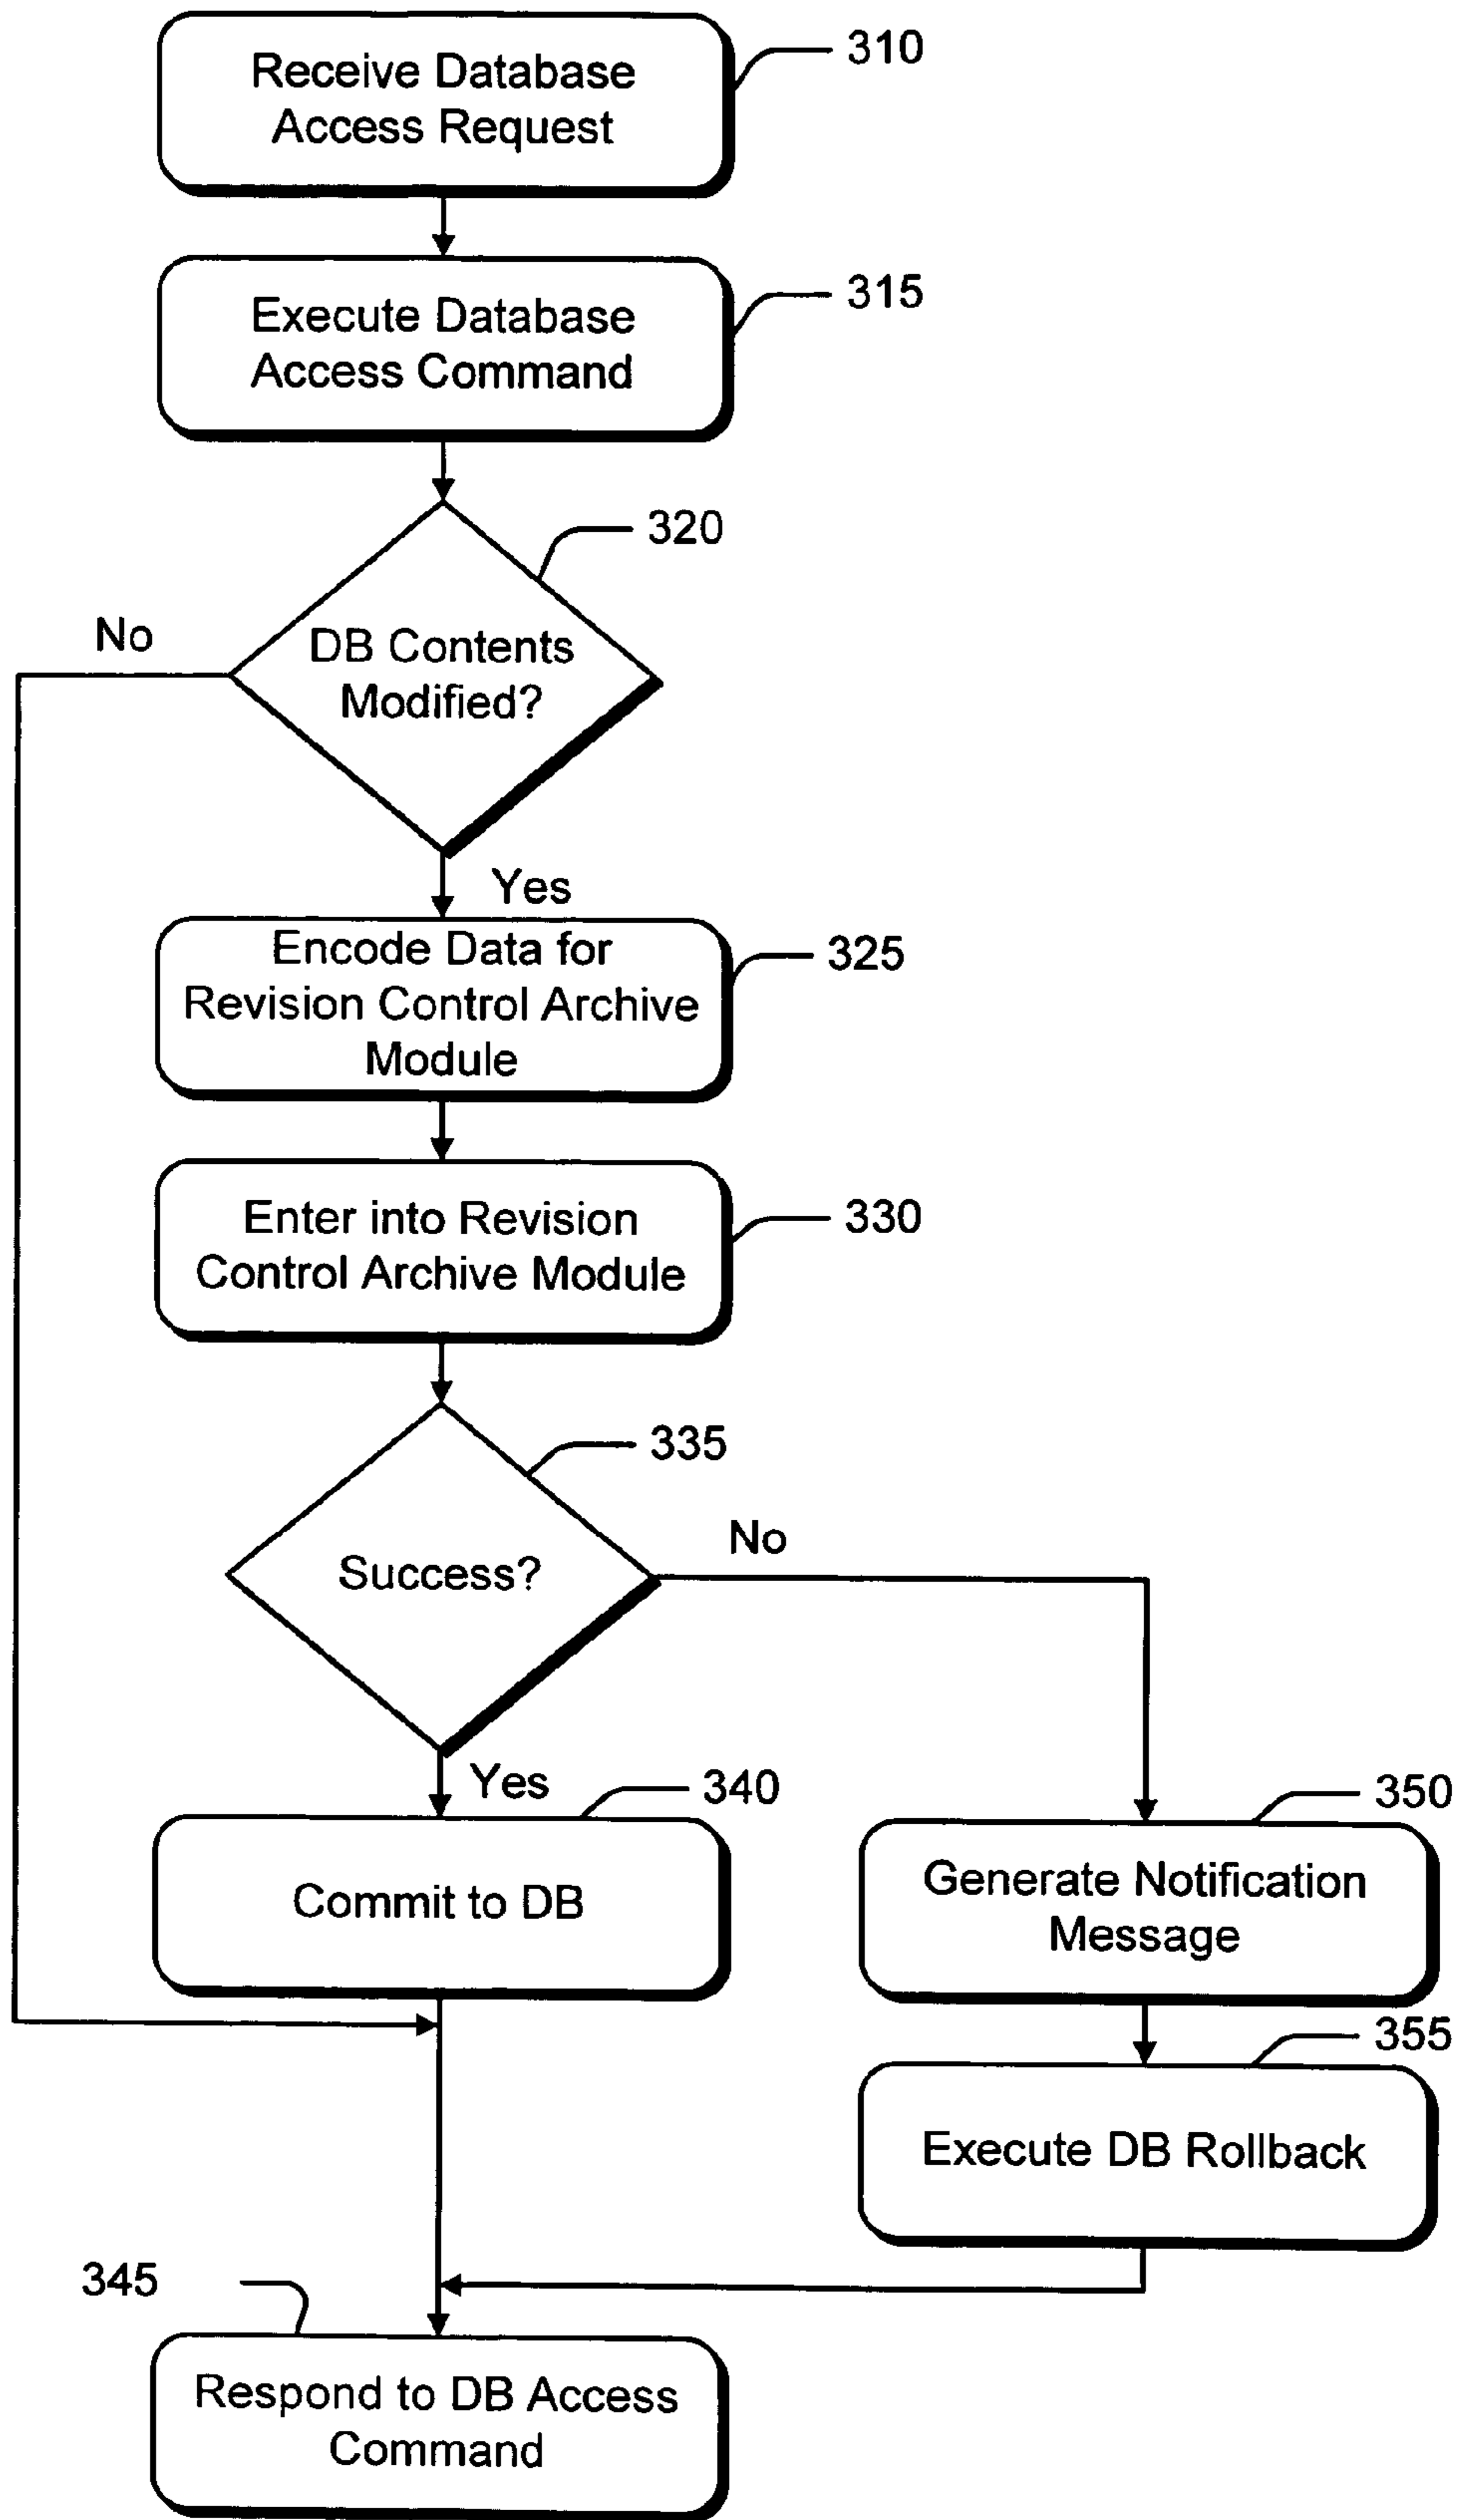 Receive Database
Access Request
310
Execute Database
Access Command
315
320
No
DB Contents
Modified?
Yes
Encode Data for
Revision Control Archive
Module
325
Enter into Revision
Control Archive Module
330
335
Success?
No
Yes
340
350
Commit to DB
Generate Notification
Message
355
Execute DB Rollback
345
Respond to DB Access
Command